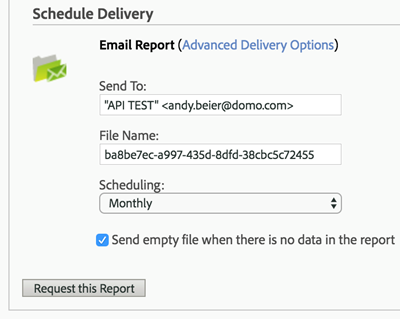 Schedule Delivery
Email Report (Advanced Delivery Options)
Send To:
"API TEST" <andy.beier@domo.com>
File Name:
ba8be7ec-a997-435d-8dfd-38cbc5c72455
Scheduling:
Monthly
Send empty file when there is no data in the report
Request this Report